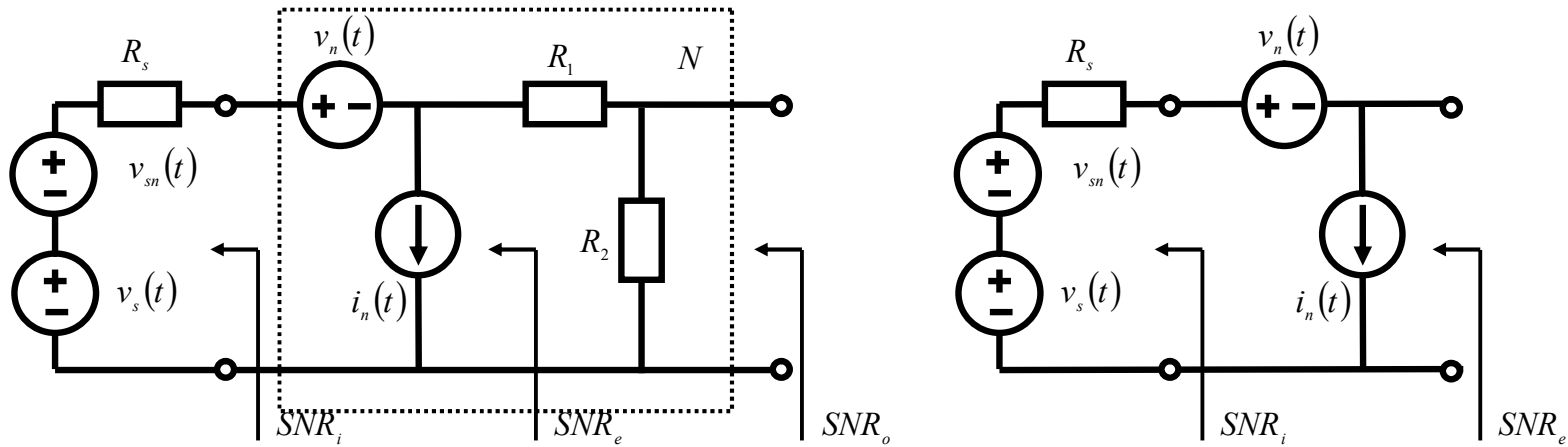 v_n(t)
R_s
R_1
N
v_sn(t)
R_2
v_s(t)
i_n(t)
SNR_i
SNR_e
SNR_o
v_n(t)
R_s
v_sn(t)
v_s(t)
i_n(t)
SNR_i
SNR_e